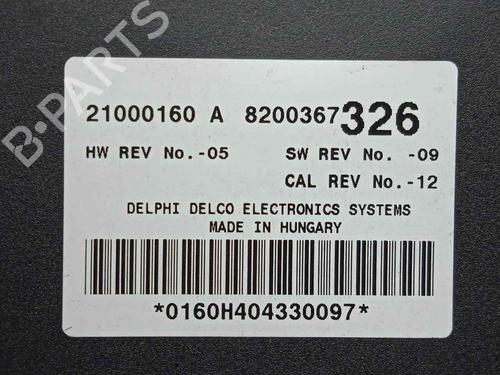 B-PARTS
21000160 A 8200367326
HW REV No.-05 SW REV No. -09
CAL REV No.-12
DELPHI DELCO ELECTRONICS SYSTEMS
MADE IN HUNGARY
*0160H404330097*